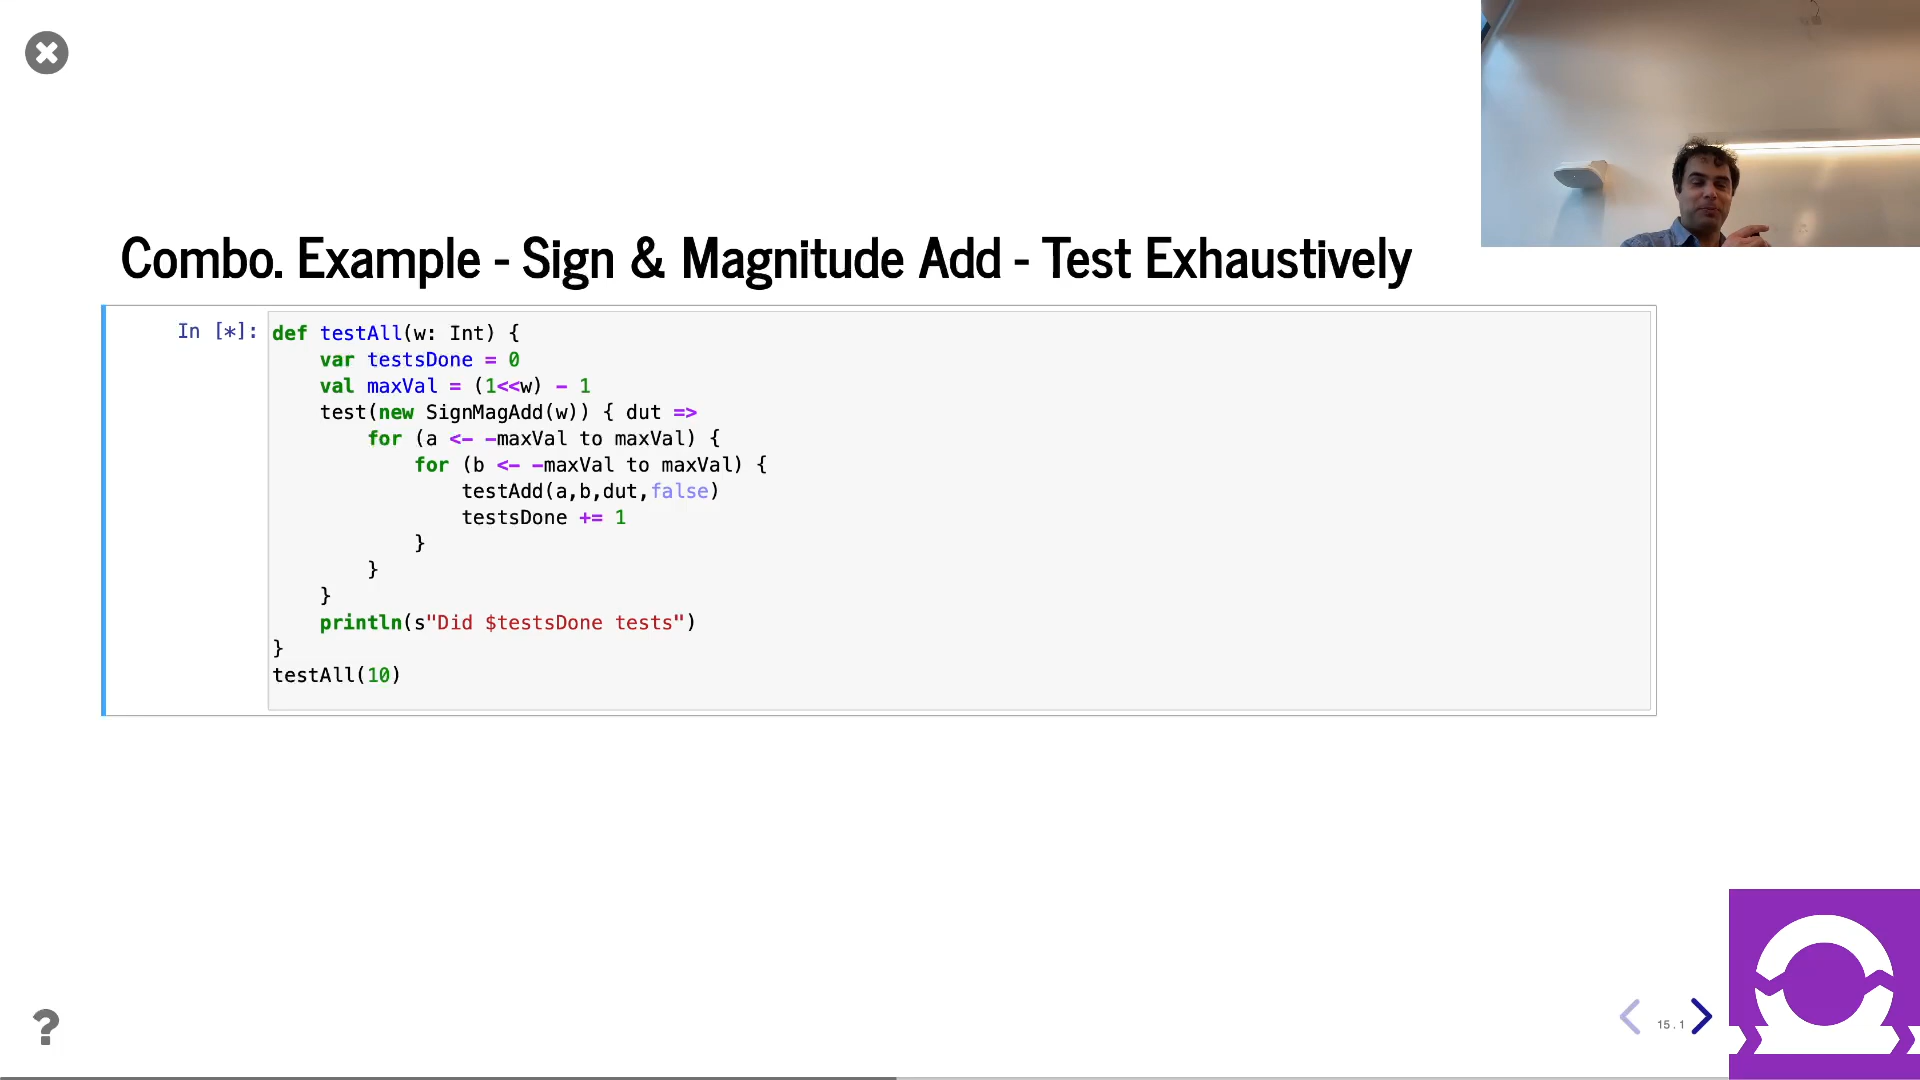 Combo. Example - Sign & Magnitude Add - Test Exhaustively
In [*]: def testAll(w: Int) {
    var testsDone = 0
    val maxVal = (1<<w) - 1
    test(new SignMagAdd(w)) { dut =>
        for (a <- -maxVal to maxVal) {
            for (b <- -maxVal to maxVal) {
                testAdd(a,b,dut,false)
                testsDone += 1
            }
        }
    }
    println(s"Did $testsDone tests")
}
testAll(10)
?
15.1